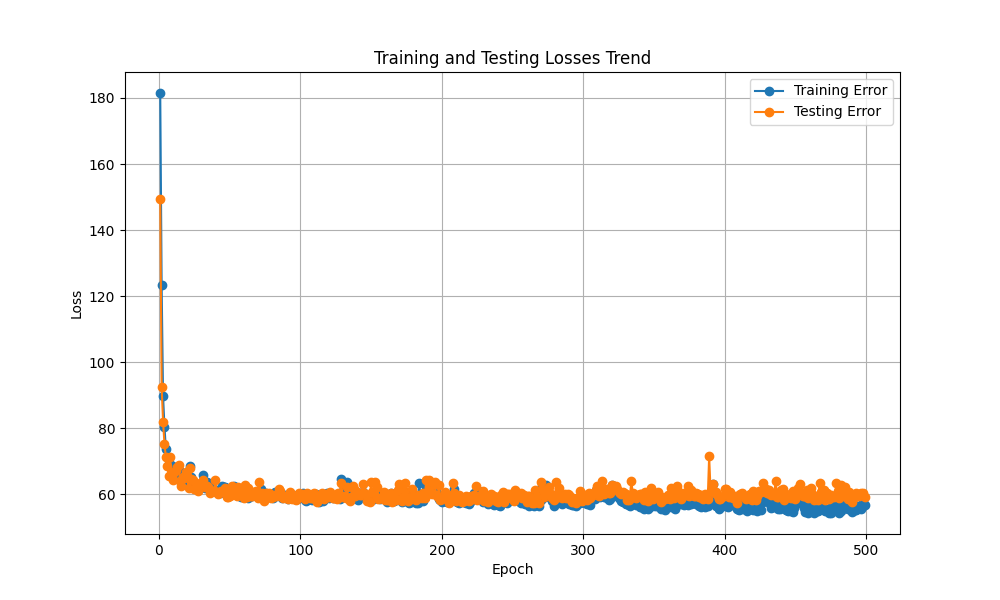 Training and Testing Losses Trend
Training Error
Testing Error
180
160
140
120
100
80
60
Loss
0 100 200 300 400 500
Epoch